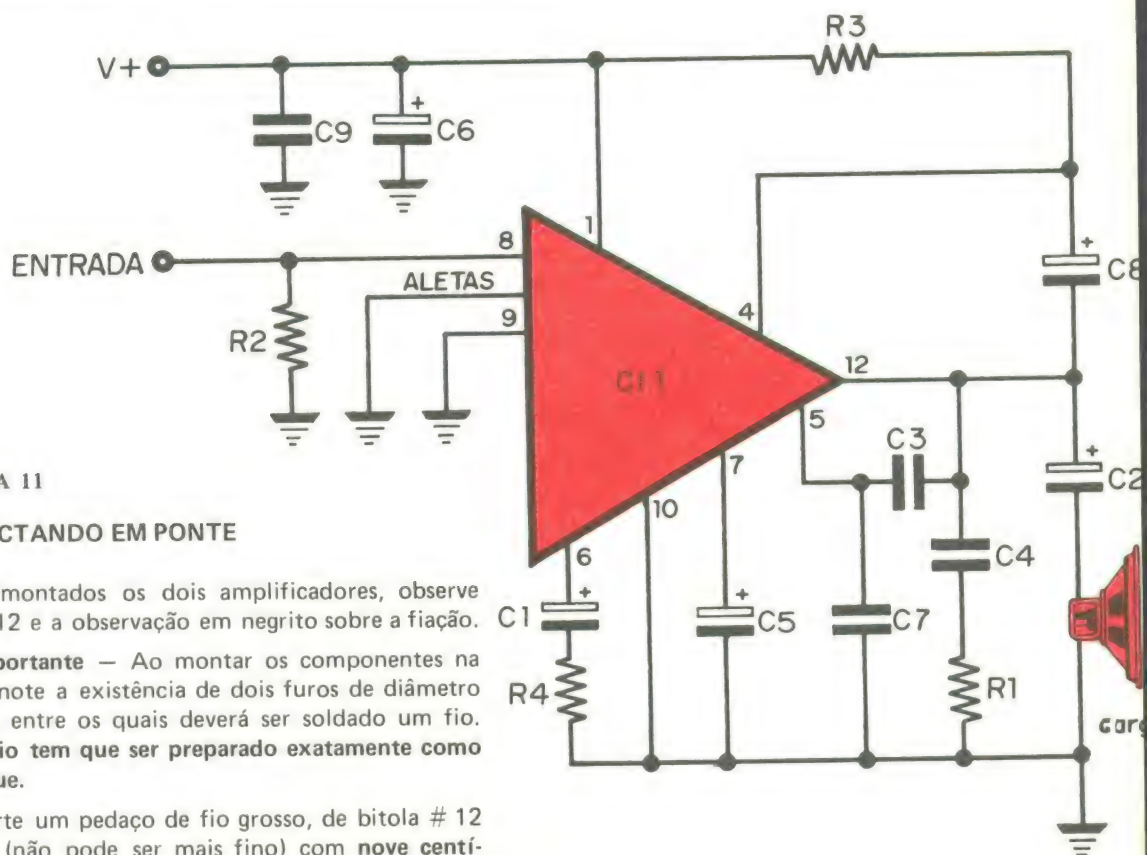 R3
V+
+
C9
C6
1
8
ENTRADA
ALETAS
9
R2
4
+
C8
12
CI 1
5
C3
+
C2
7
10
6
C4
A 11
CTANDO EM PONTE
montados os dois amplificadores, observe
12 e a observação em negrito sobre a fiação.
portante — Ao montar os componentes na
note a existência de dois furos de diâmetro
entre os quais deverá ser soldado um fio.
io tem que ser preparado exatamente como
ue.
rte um pedaço de fio grosso, de bitola # 12
(não pode ser mais fino) com nove centí-
C1
+
R4
+
C5
C7
R1